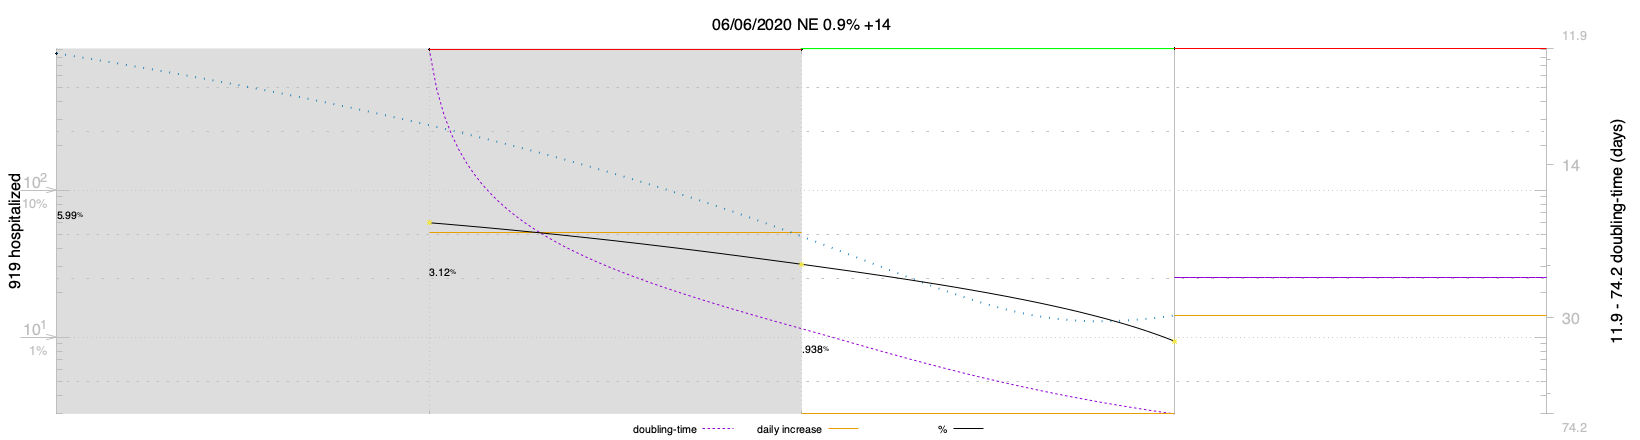 06/06/2020 NE 0.9% +14
919 hospitalized
10²
10%
10¹
1%
5.99%
3.12%
.938%
11.9
14
30
74.2
11.9 - 74.2 doubling-time (days)
doubling-time
daily increase
%